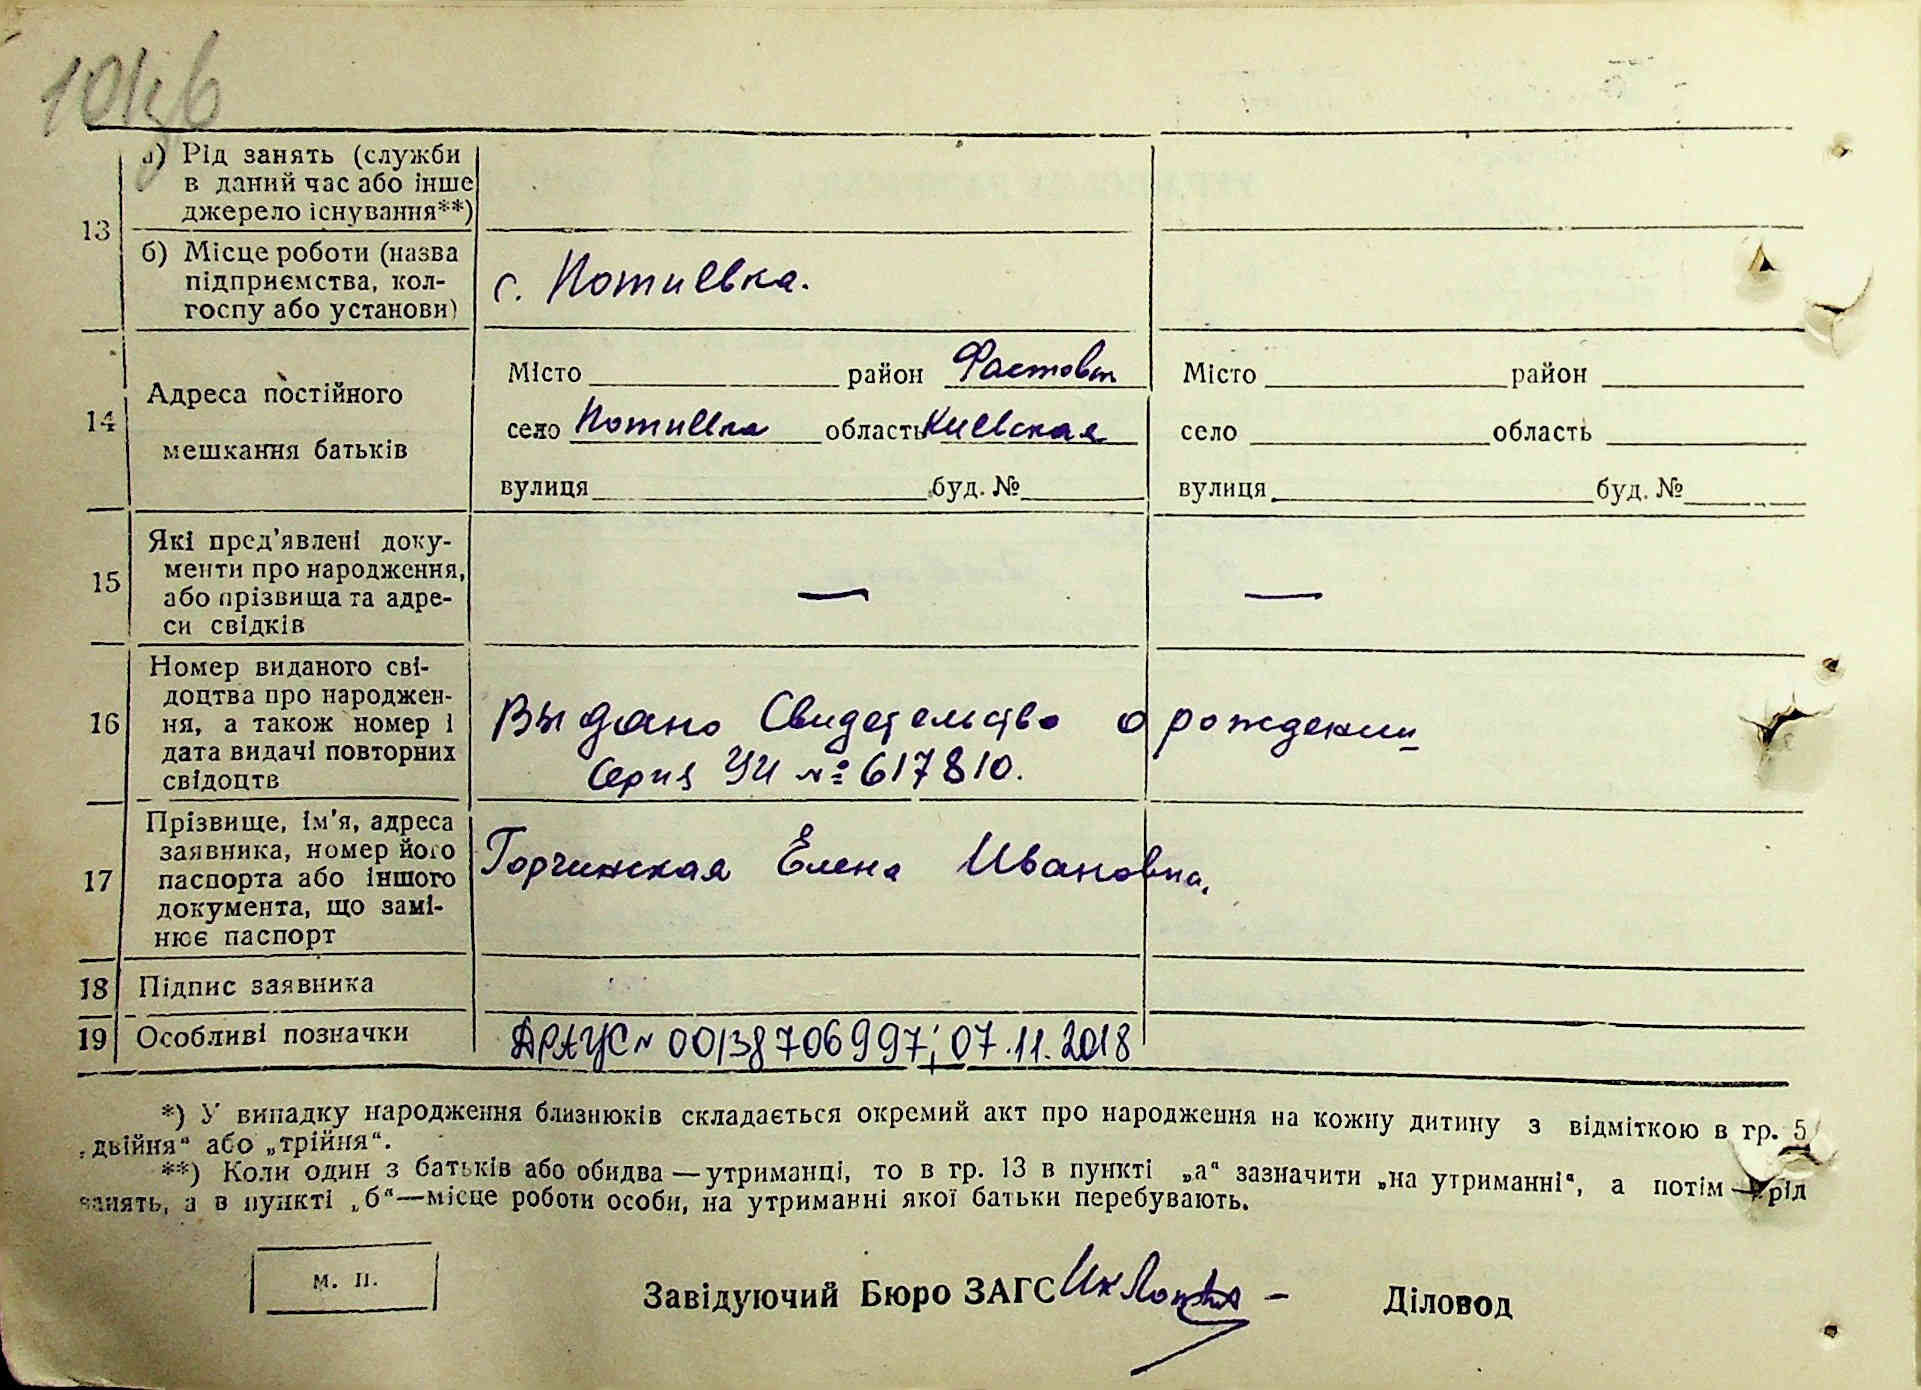 13
а) Рід занять (служби
в даний час або інше
джерело існування**)
б) Місце роботи (назва
підприємства, кол-
госпу або установи)
с. Потиевка.
14
Адреса постійного
мешкання батьків
Місто район Фастовск
село Потиевка область Киевская
вулиця буд. №
Місто район
село область
вулиця буд. №
15
Які пред’явлені доку-
менти про народження,
або прізвища та адре-
си свідків
—
—
16
Номер виданого сві-
доцтва про народжен-
ня, а також номер і
дата видачі повторних
свідоцтв
Выдано Свидетельство о рождении
Серия УИ № 617810.
17
Прізвище, ім’я, адреса
заявника, номер його
паспорта або іншого
документа, що замі-
нює паспорт
Горчинская Елена Ивановна.
18
Підпис заявника
19
Особливі позначки
ДРАЦС № 00138706997; 07.11.2018
*) У випадку народження близнюків складається окремий акт про народження на кожну дитину з відміткою в гр. 5
„двійня“ або „трійня“.
**) Коли один з батьків або обидва — утриманці, то в гр. 13 в пункті „а“ зазначити „на утриманні“, а потім — рід
занять, а в пункті „б“ — місце роботи особи, на утриманні якої батьки перебувають.
м. п.
Завідуючий Бюро ЗАГС
Діловод